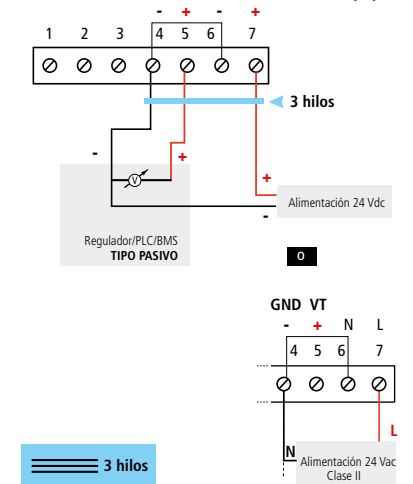 - + - +
1 2 3 4 5 6 7
3 hilos
-
+
V
+
Alimentación 24 Vdc
-
Regulador/PLC/BMS
TIPO PASIVO
O
GND VT
- + N L
4 5 6 7
L
N
Alimentación 24 Vac
Clase II
3 hilos